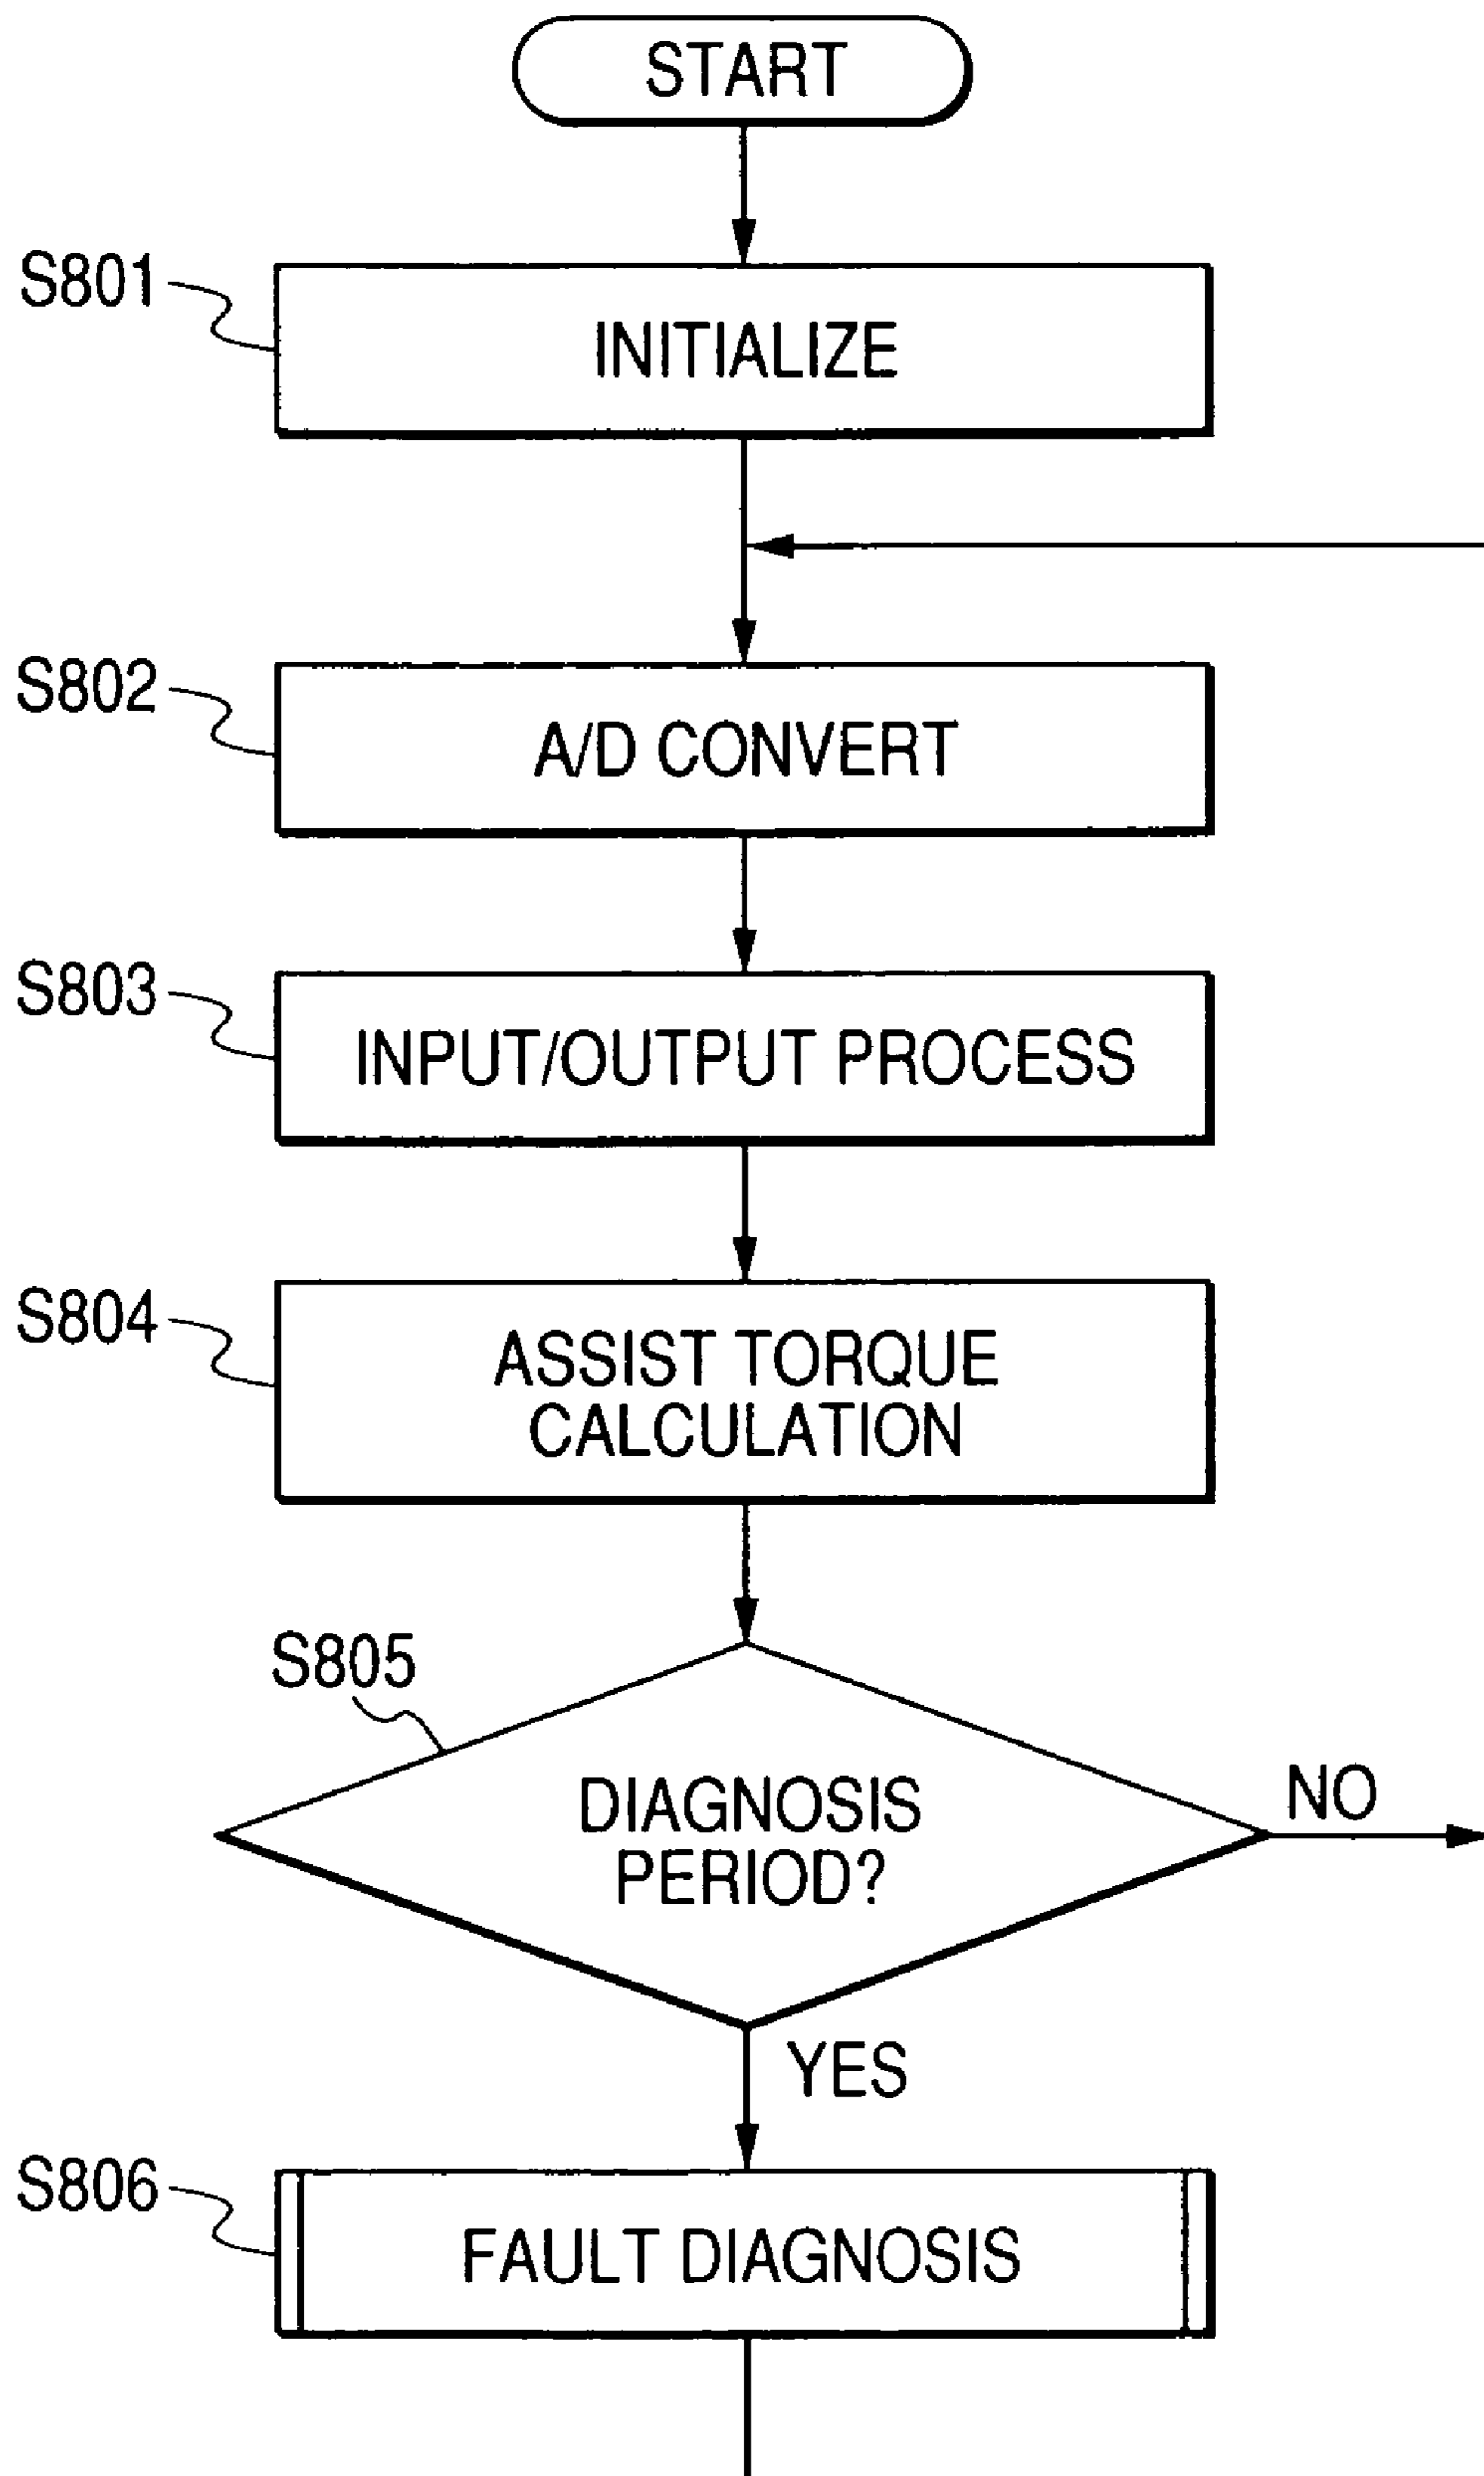 START
S801
INITIALIZE
S802
A/D CONVERT
S803
INPUT/OUTPUT PROCESS
S804
ASSIST TORQUE
CALCULATION
S805
DIAGNOSIS
PERIOD?
NO
YES
S806
FAULT DIAGNOSIS